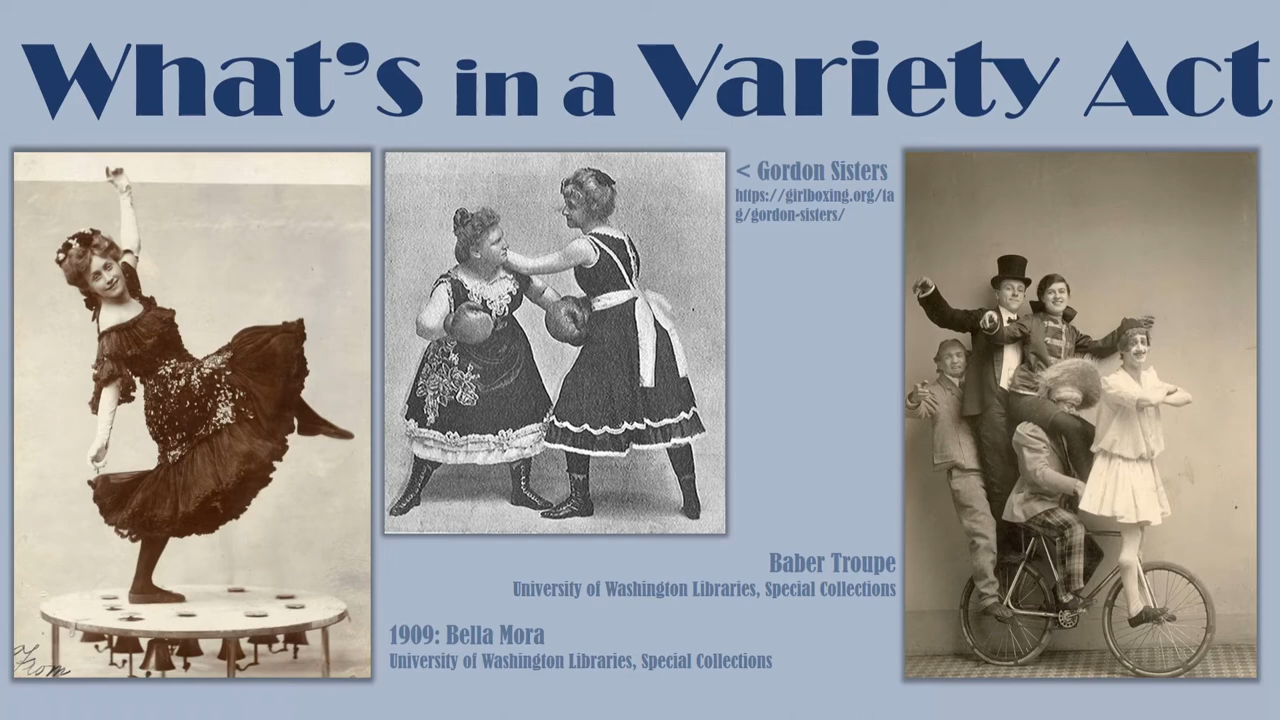 What's in a Variety Act
< Gordon Sisters
https://girlboxing.org/ta
g/gordon-sisters/
Baber Troupe
University of Washington Libraries, Special Collections
1909: Bella Mora
University of Washington Libraries, Special Collections
From